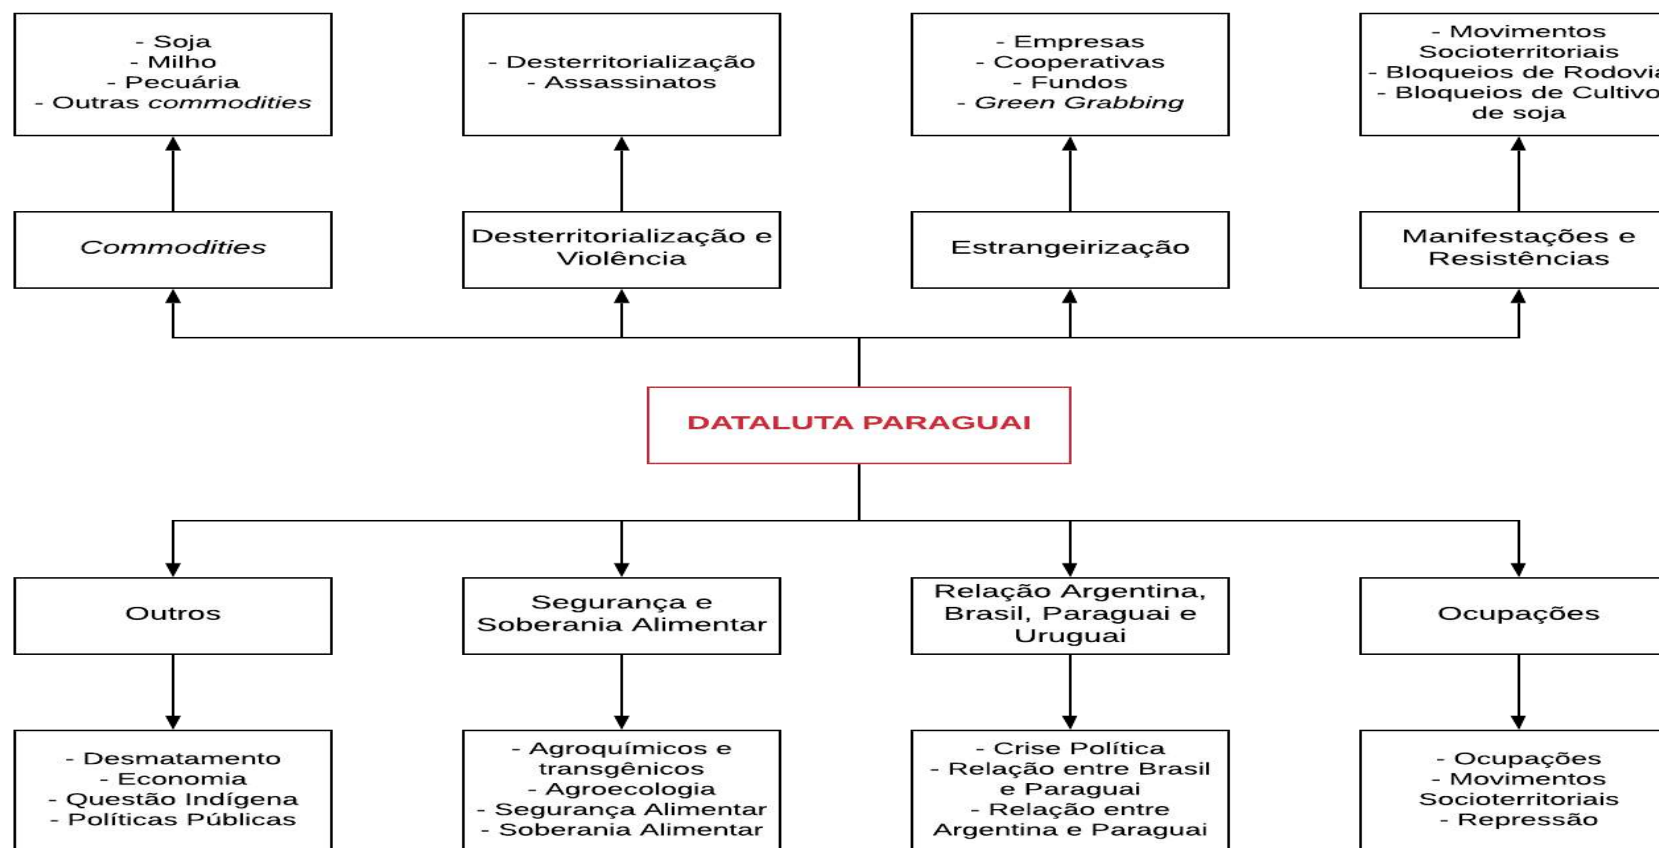 - Soja
- Milho
- Pecuária
- Outras commodities
- Desterritorialização
- Assassinatos
- Empresas
- Cooperativas
- Fundos
- Green Grabbing
- Movimentos
Socioterritoriais
- Bloqueios de Rodovia
- Bloqueios de Cultivo
de soja
Commodities
Desterritorialização e
Violência
Estrangeirização
Manifestações e
Resistências
DATALUTA PARAGUAI
Outros
Segurança e
Soberania Alimentar
Relação Argentina,
Brasil, Paraguai e
Uruguai
Ocupações
- Desmatamento
- Economia
- Questão Indígena
- Políticas Públicas
- Agroquímicos e
transgênicos
- Agroecologia
- Segurança Alimentar
- Soberania Alimentar
- Crise Política
- Relação entre Brasil
e Paraguai
- Relação entre
Argentina e Paraguai
- Ocupações
- Movimentos
Socioterritoriais
- Repressão